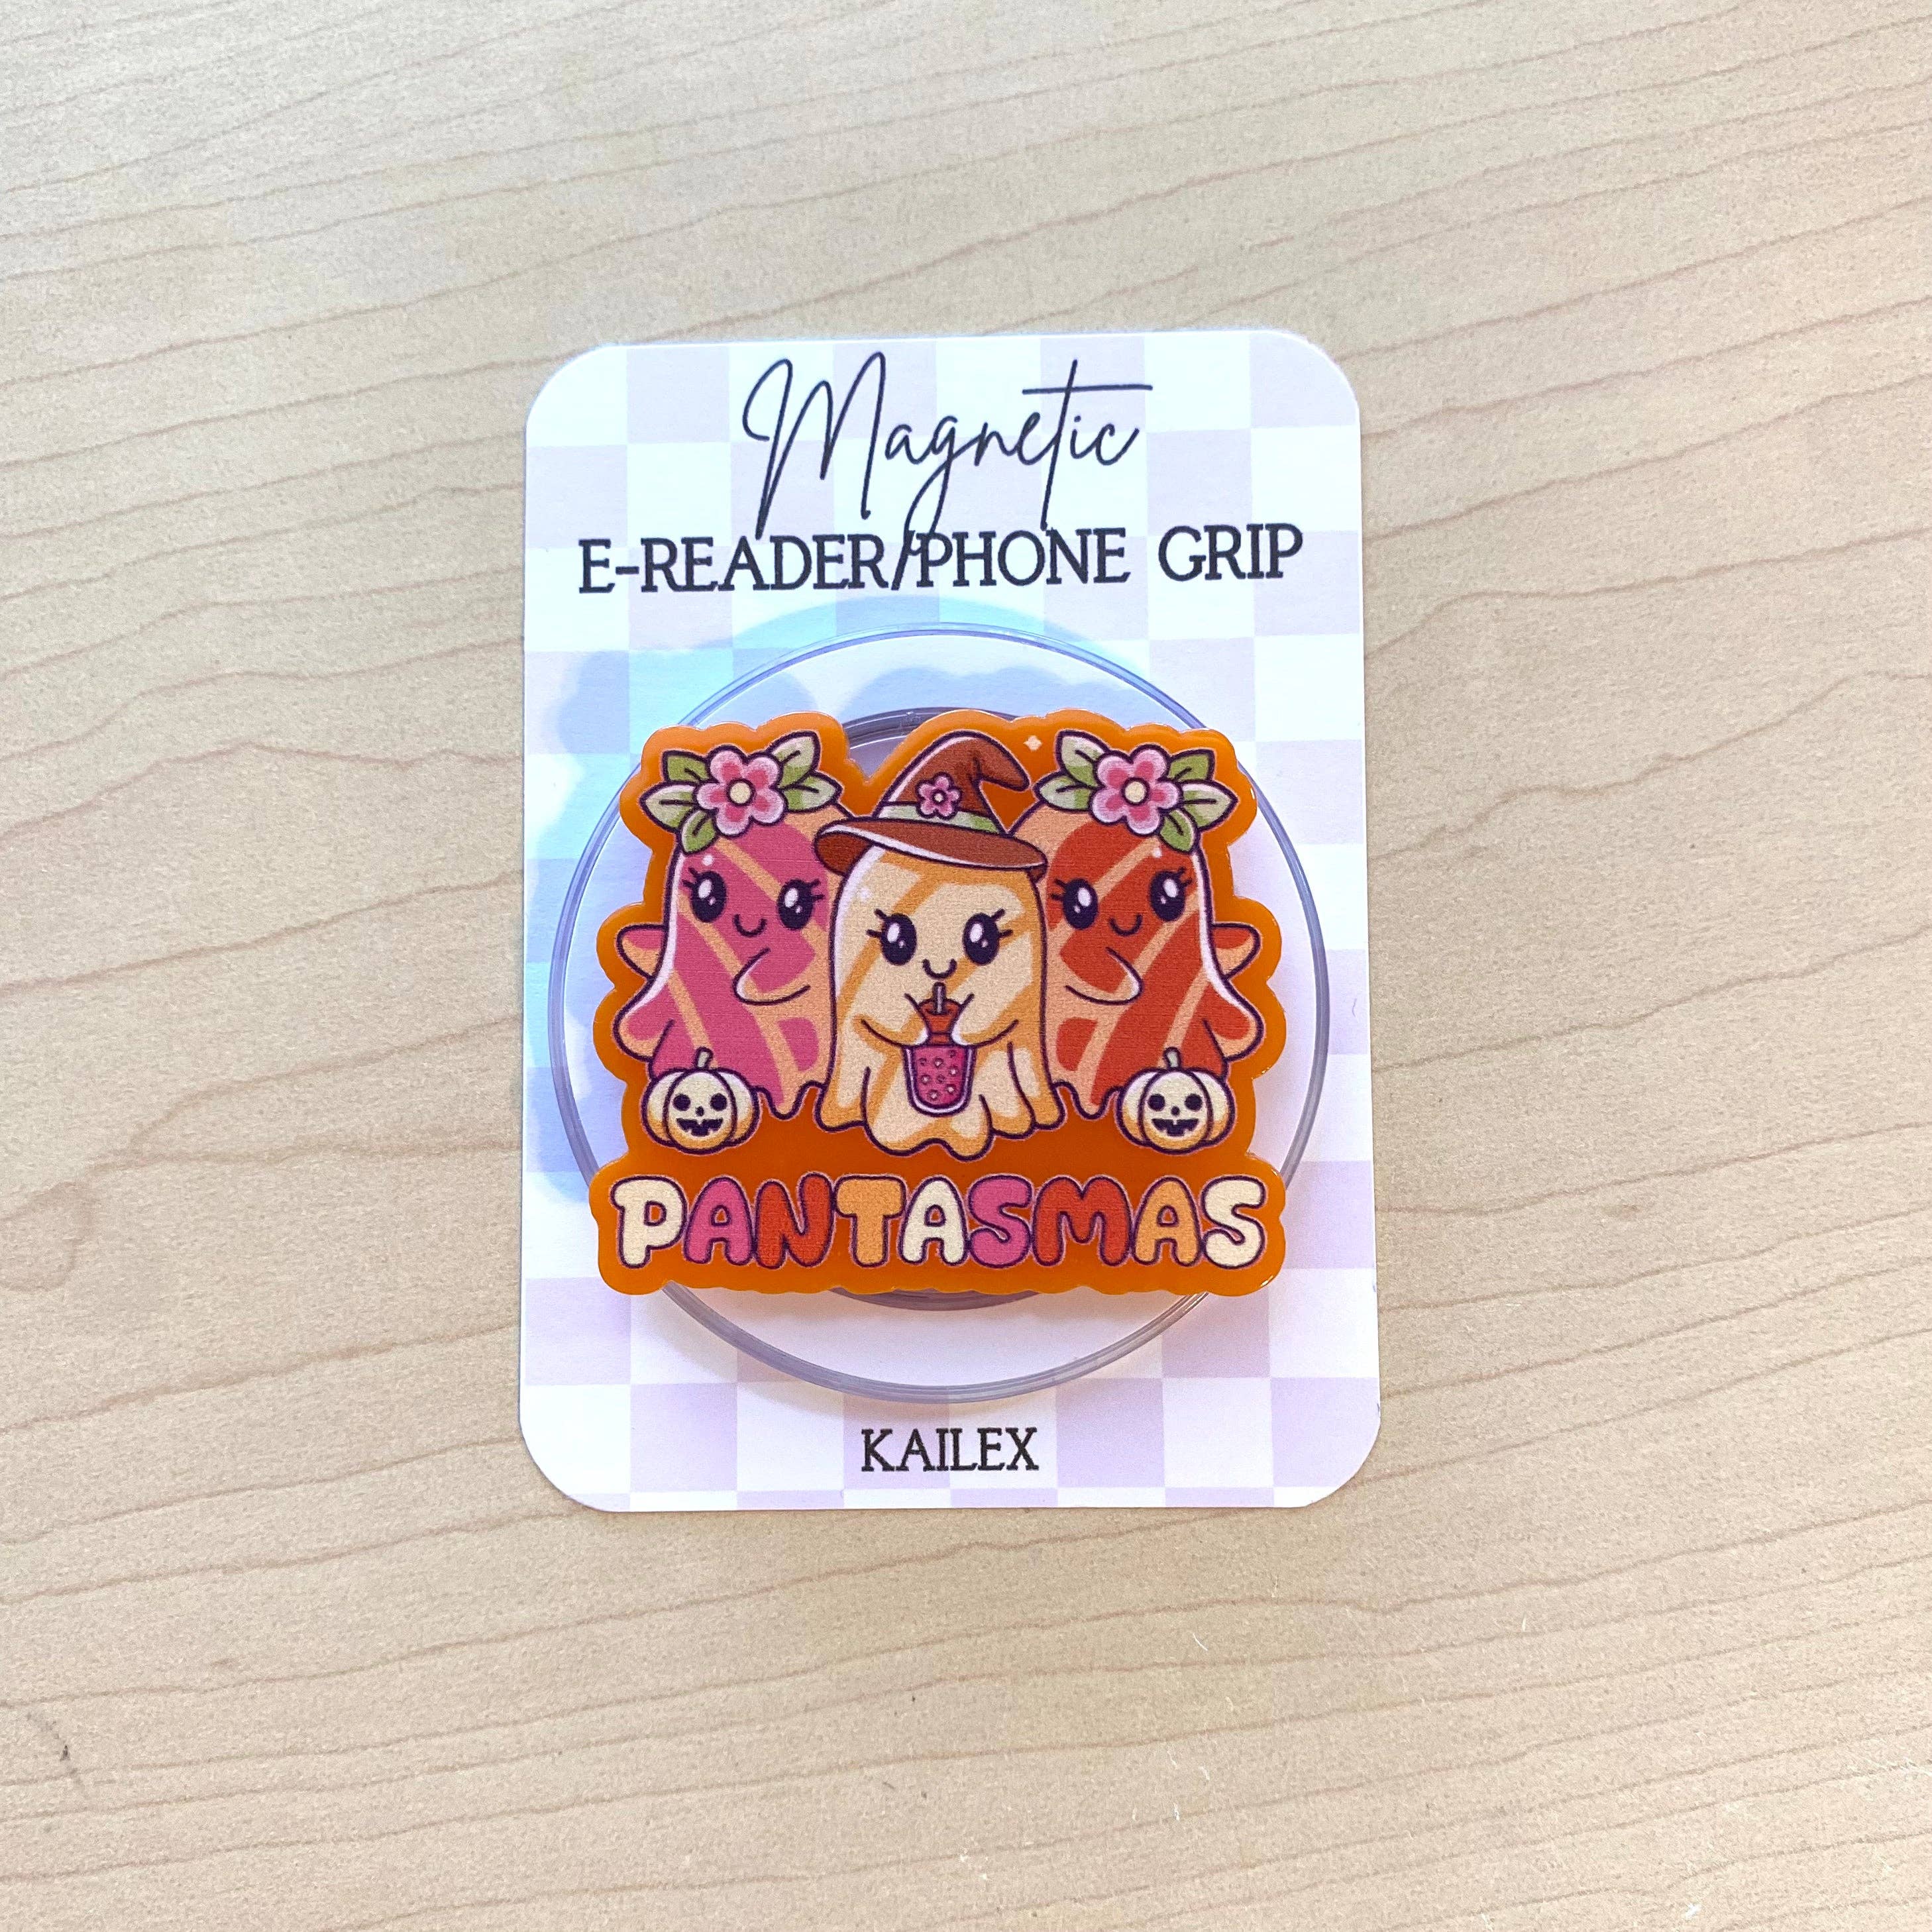 Magnetic
E-READER/PHONE GRIP
PANTASMAS
KAILEX